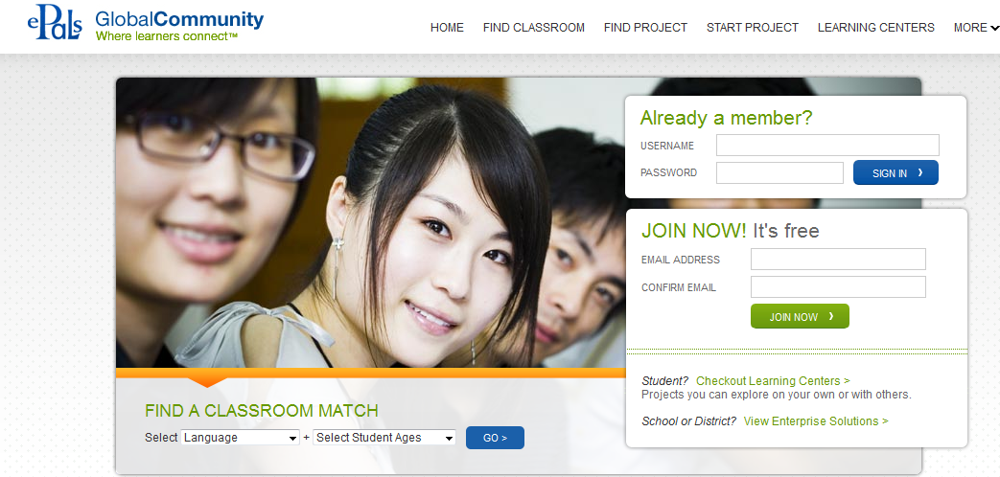 ePals GlobalCommunity
Where learners connect™
HOME FIND CLASSROOM FIND PROJECT START PROJECT LEARNING CENTERS MORE
Already a member?
USERNAME
PASSWORD SIGN IN ›
JOIN NOW! It's free
EMAIL ADDRESS
CONFIRM EMAIL
JOIN NOW ›
Student? Checkout Learning Centers >
Projects you can explore on your own or with others.
School or District? View Enterprise Solutions >
FIND A CLASSROOM MATCH
Select Language + Select Student Ages GO >